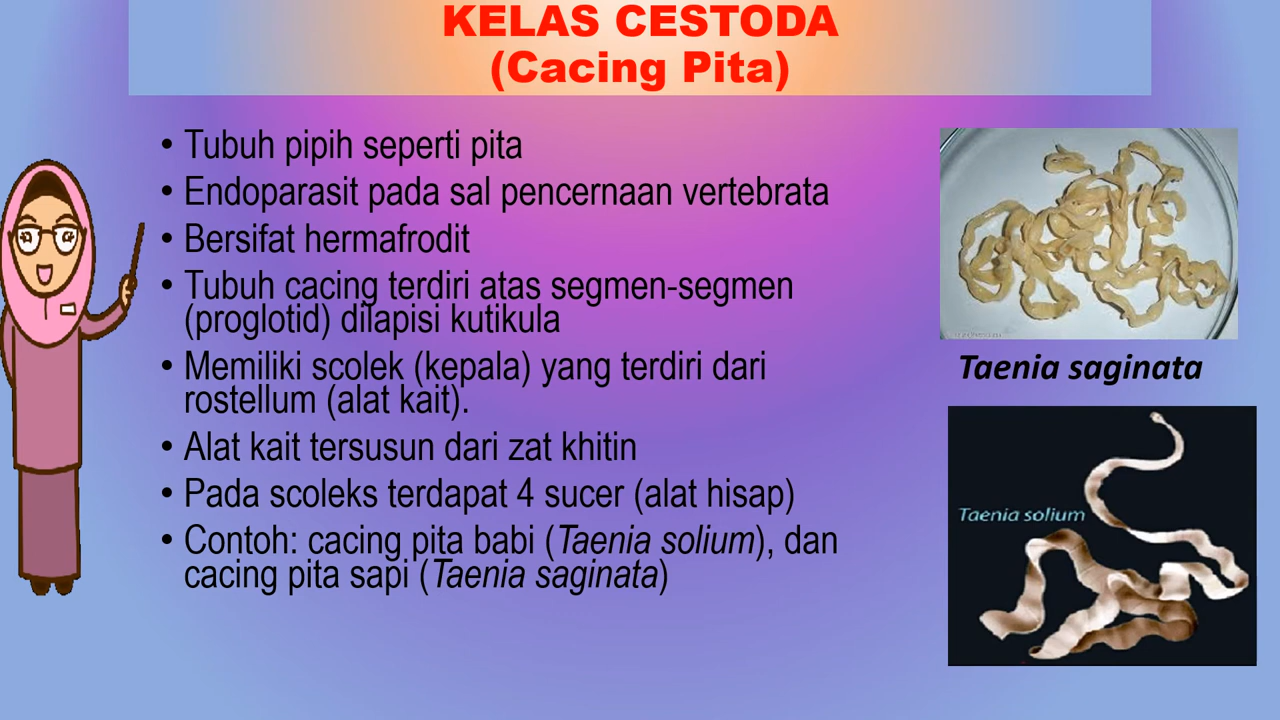 KELAS CESTODA
(Cacing Pita)
• Tubuh pipih seperti pita
• Endoparasit pada sal pencernaan vertebrata
• Bersifat hermafrodit
• Tubuh cacing terdiri atas segmen-segmen
(proglotid) dilapisi kutikula
• Memiliki scolek (kepala) yang terdiri dari
rostellum (alat kait).
• Alat kait tersusun dari zat khitin
• Pada scoleks terdapat 4 sucer (alat hisap)
• Contoh: cacing pita babi (Taenia solium), dan
cacing pita sapi (Taenia saginata)
Taenia saginata
Taenia solium